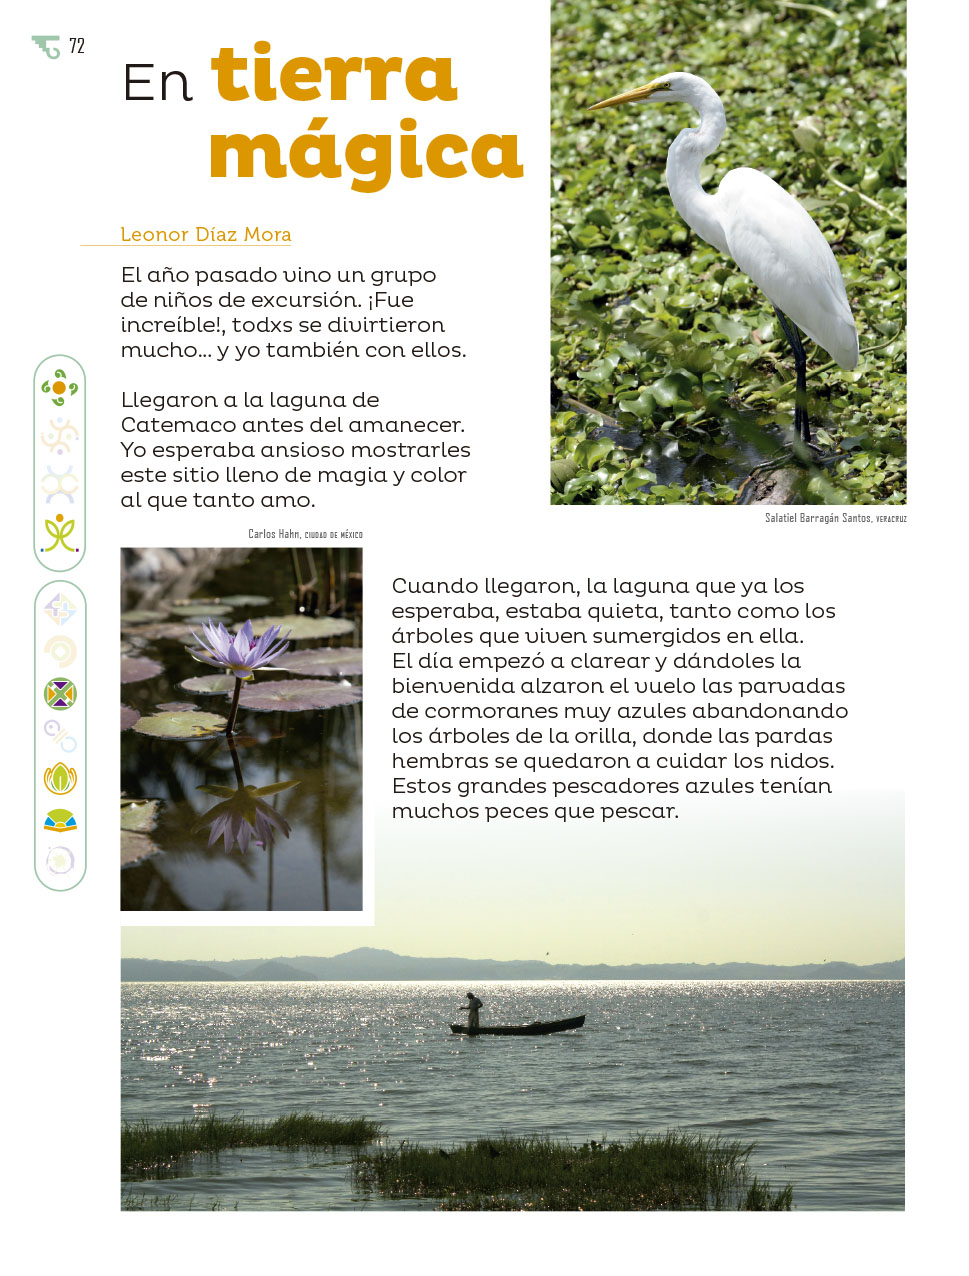 72
En tierra
mágica
Leonor Díaz Mora
El año pasado vino un grupo
de niños de excursión. ¡Fue
increíble!, todxs se divirtieron
mucho... y yo también con ellos.
Llegaron a la laguna de
Catemaco antes del amanecer.
Yo esperaba ansioso mostrarles
este sitio lleno de magia y color
al que tanto amo.
Salatiel Barragán Santos, VERACRUZ
Carlos Hahn, CIUDAD DE MÉXICO
Cuando llegaron, la laguna que ya los
esperaba, estaba quieta, tanto como los
árboles que viven sumergidos en ella.
El día empezó a clarear y dándoles la
bienvenida alzaron el vuelo las parvadas
de cormoranes muy azules abandonando
los árboles de la orilla, donde las pardas
hembras se quedaron a cuidar los nidos.
Estos grandes pescadores azules tenían
muchos peces que pescar.